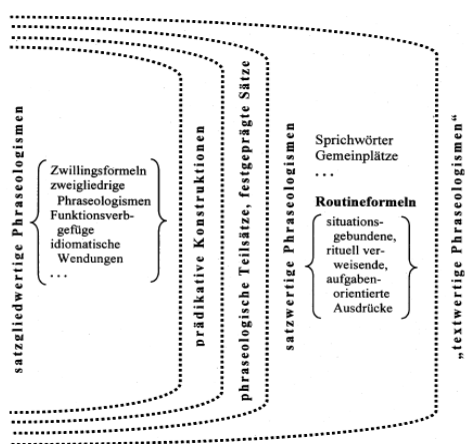 satzgliedwertige Phraseologismen
Zwillingsformeln
zweigliedrige
Phraseologismen
Funktionsverb-
gefüge
idiomatische
Wendungen
...
prädikative Konstruktionen
phraseologische Teilsätze, festgeprägte Sätze
satzwertige Phraseologismen
Sprichwörter
Gemeinplätze
...
Routineformeln
situations-
gebundene,
rituell ver-
weisende,
aufgaben-
orientierte
Ausdrücke
„textwertige Phraseologismen“